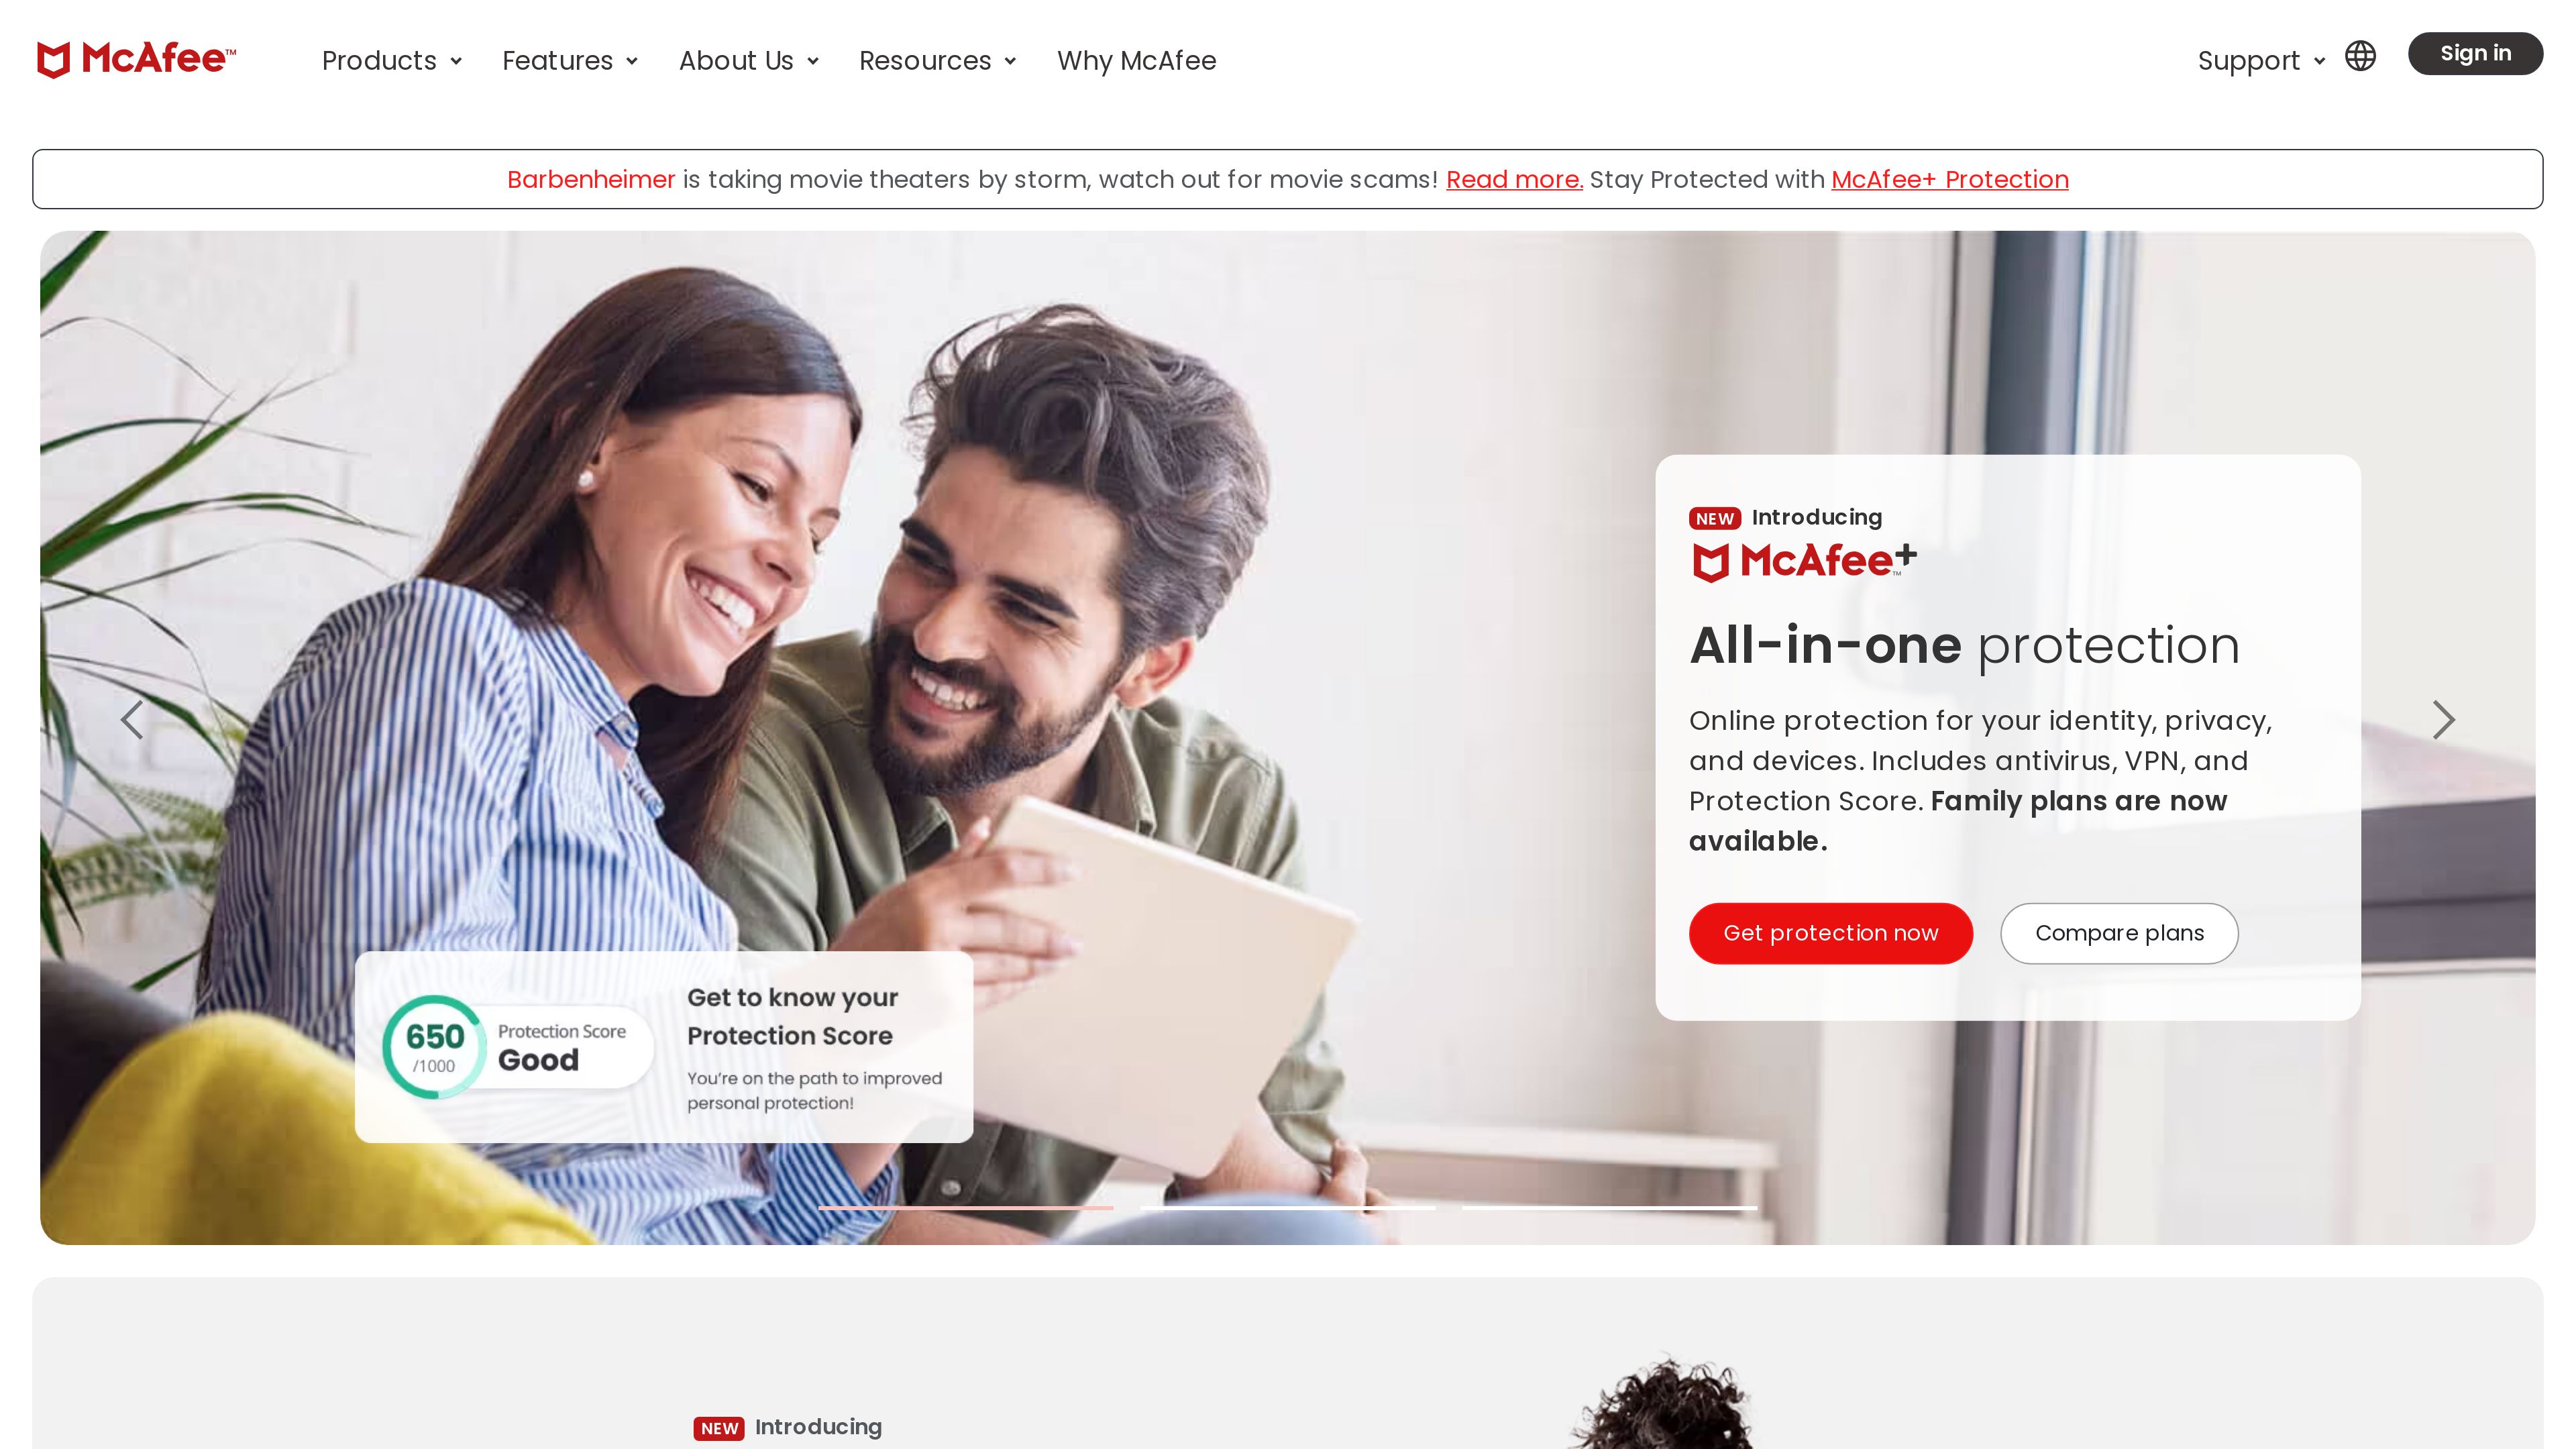 McAfee™
Products
Features
About Us
Resources
Why McAfee
Support
Sign in
Barbenheimer is taking movie theaters by storm, watch out for movie scams! Read more. Stay Protected with McAfee+ Protection
NEW Introducing
McAfee+™
All-in-one protection
Online protection for your identity, privacy,
and devices. Includes antivirus, VPN, and
Protection Score. Family plans are now
available.
Get protection now
Compare plans
650
/1000
Protection Score
Good
Get to know your
Protection Score
You're on the path to improved
personal protection!
NEW Introducing